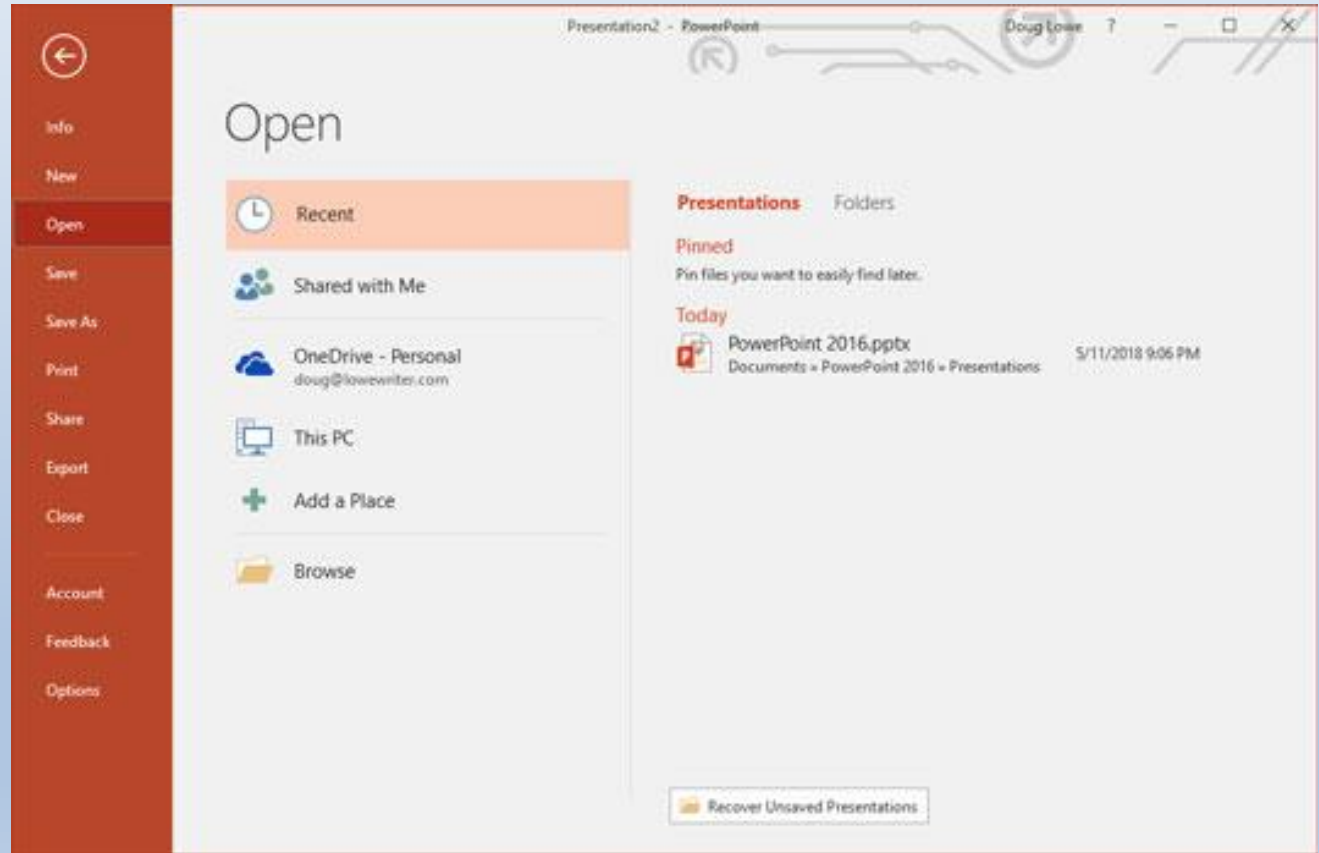 Presentation2 - PowerPoint
Doug Lowe ?
Info
New
Open
Save
Save As
Print
Share
Export
Close
Account
Feedback
Options
Open
Recent
Shared with Me
OneDrive - Personal
doug@lowewriter.com
This PC
Add a Place
Browse
Presentations Folders
Pinned
Pin files you want to easily find later.
Today
PowerPoint 2016.pptx
Documents » PowerPoint 2016 » Presentations
5/11/2018 9:06 PM
Recover Unsaved Presentations